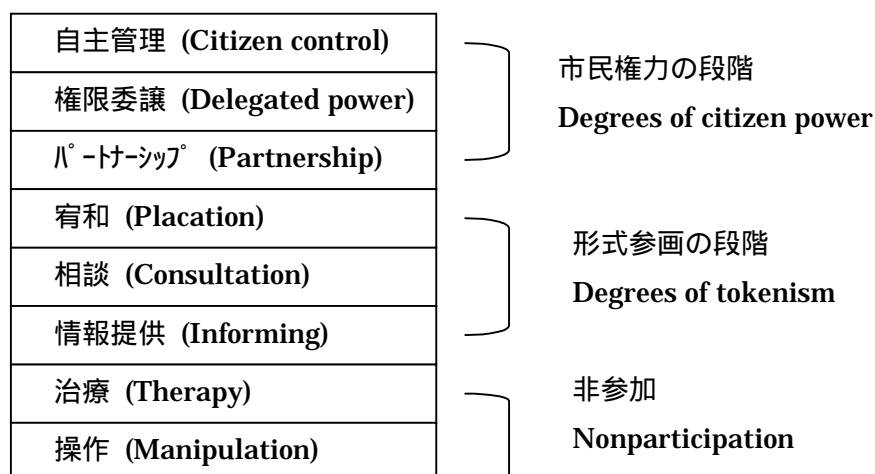 自主管理 (Citizen control)
権限委譲 (Delegated power)
ﾊﾟｰﾄﾅｰｼｯﾌﾟ (Partnership)
宥和 (Placation)
相談 (Consultation)
情報提供 (Informing)
治療 (Therapy)
操作 (Manipulation)
市民権力の段階
Degrees of citizen power
形式参画の段階
Degrees of tokenism
非参加
Nonparticipation